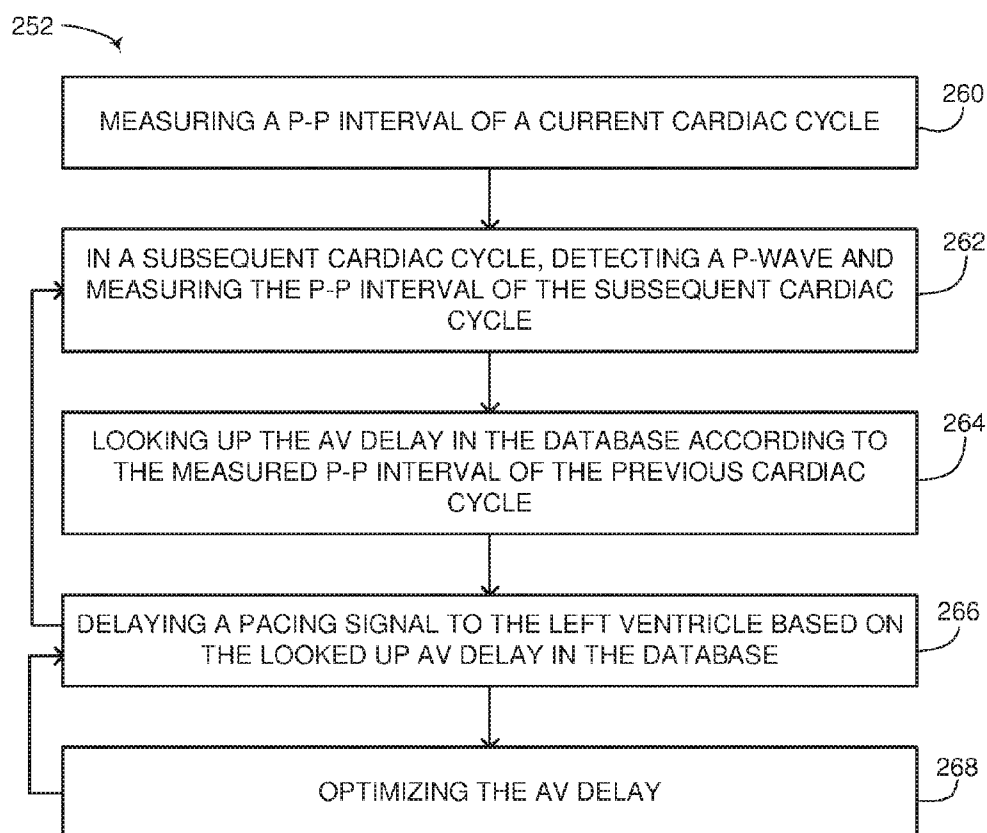 252
MEASURING A P-P INTERVAL OF A CURRENT CARDIAC CYCLE
260
IN A SUBSEQUENT CARDIAC CYCLE, DETECTING A P-WAVE AND
MEASURING THE P-P INTERVAL OF THE SUBSEQUENT CARDIAC
CYCLE
262
LOOKING UP THE AV DELAY IN THE DATABASE ACCORDING TO
THE MEASURED P-P INTERVAL OF THE PREVIOUS CARDIAC
CYCLE
264
DELAYING A PACING SIGNAL TO THE LEFT VENTRICLE BASED ON
THE LOOKED UP AV DELAY IN THE DATABASE
266
OPTIMIZING THE AV DELAY
268